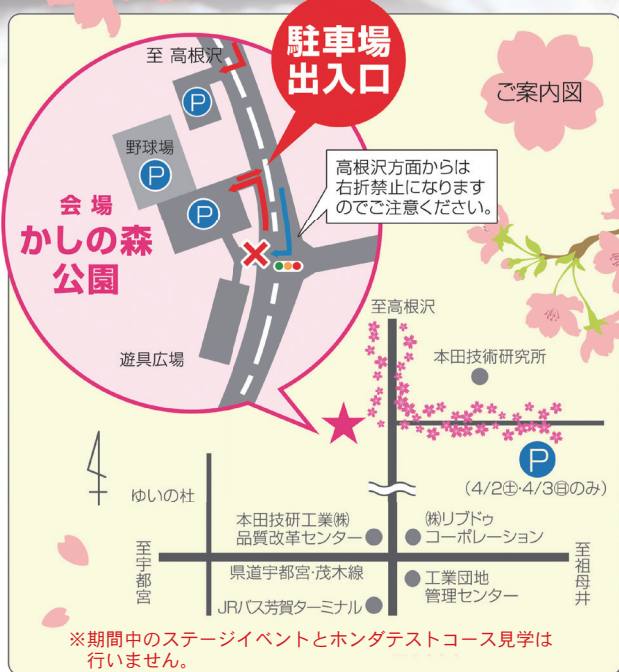 ご案内図
駐車場
出入口
至 高根沢
P
野球場
P
P
会場
かしの森
公園
高根沢方面からは
右折禁止になります
のでご注意ください。
遊具広場
至高根沢
本田技術研究所
P
(4/2㊏・4/3㊐のみ)
ゆいの杜
本田技研工業㈱
品質改革センター
㈱リブドゥ
コーポレーション
至宇都宮
県道宇都宮・茂木線
至祖母井
工業団地
管理センター
JRバス芳賀ターミナル
※期間中のステージイベントとホンダテストコース見学は
行いません。